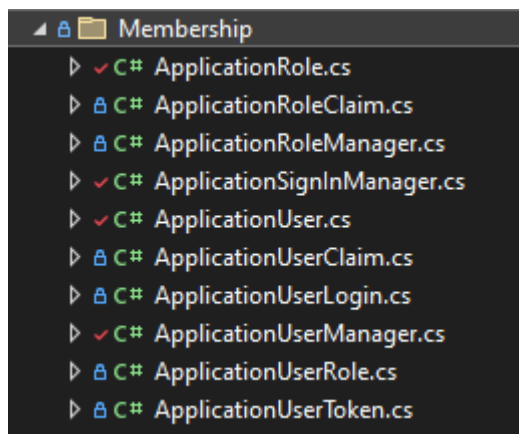 Membership
C# ApplicationRole.cs
C# ApplicationRoleClaim.cs
C# ApplicationRoleManager.cs
C# ApplicationSignInManager.cs
C# ApplicationUser.cs
C# ApplicationUserClaim.cs
C# ApplicationUserLogin.cs
C# ApplicationUserManager.cs
C# ApplicationUserRole.cs
C# ApplicationUserToken.cs